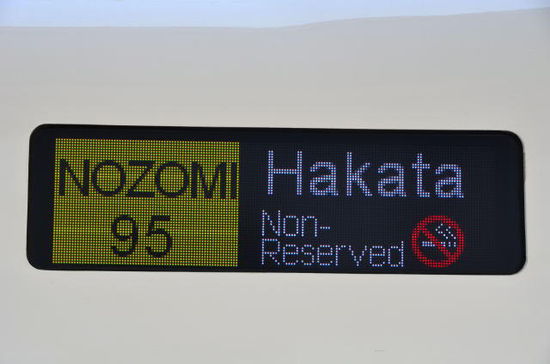 NOZOMI
95
Hakata
Non-
Reserved